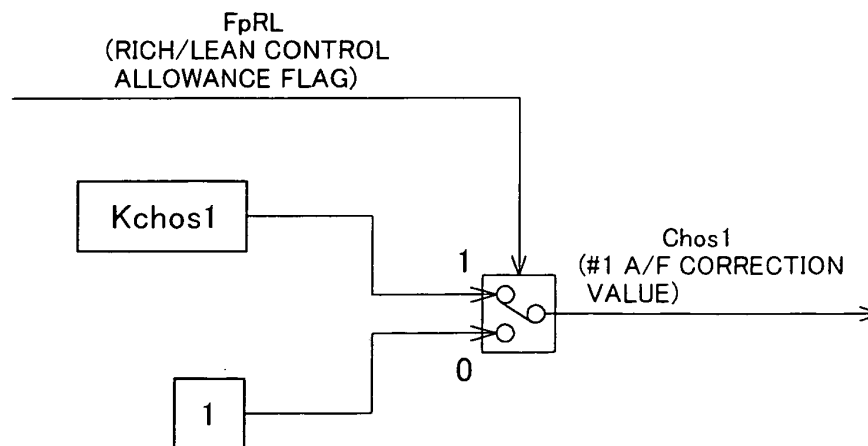 FpRL
(RICH/LEAN CONTROL
ALLOWANCE FLAG)
Kchos1
1
Chos1
(#1 A/F CORRECTION
VALUE)
0
1